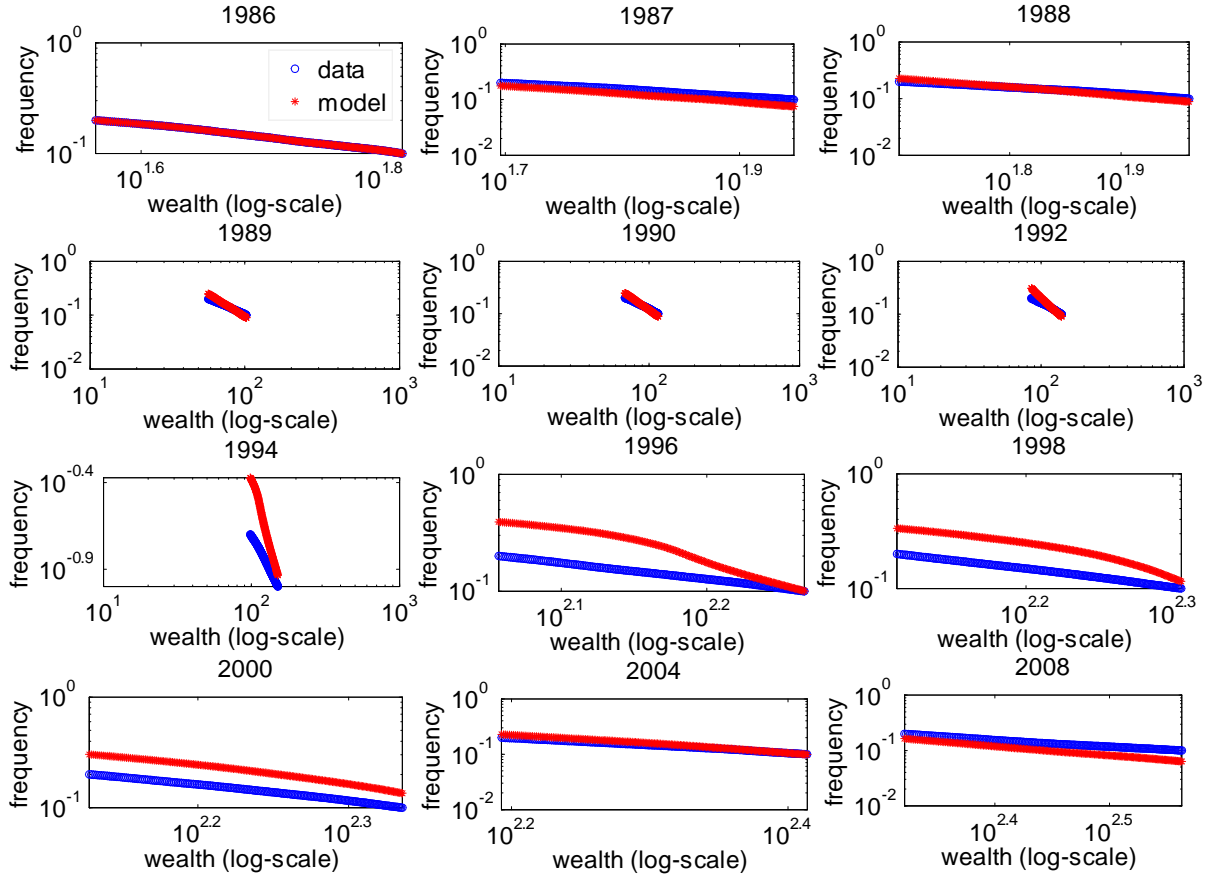 1986
1987
1988
frequency
10^0
10^-1
data
model
10^1.6
10^1.8
wealth (log-scale)
frequency
10^0
10^-1
10^-2
10^1.7
10^1.9
wealth (log-scale)
frequency
10^0
10^-1
10^-2
10^1.8
10^1.9
wealth (log-scale)
1989
1990
1992
frequency
10^0
10^-1
10^-2
10^1
10^2
10^3
wealth (log-scale)
frequency
10^0
10^-1
10^-2
10^1
10^2
10^3
wealth (log-scale)
frequency
10^0
10^-1
10^-2
10^1
10^2
10^3
wealth (log-scale)
1994
1996
1998
frequency
10^-0.4
10^-0.9
10^1
10^2
10^3
wealth (log-scale)
frequency
10^0
10^-1
10^2.1
10^2.2
wealth (log-scale)
frequency
10^0
10^-1
10^2.2
10^2.3
wealth (log-scale)
2000
2004
2008
frequency
10^0
10^-1
10^2.2
10^2.3
wealth (log-scale)
frequency
10^0
10^-1
10^-2
10^2.2
10^2.4
wealth (log-scale)
frequency
10^0
10^-1
10^-2
10^2.4
10^2.5
wealth (log-scale)